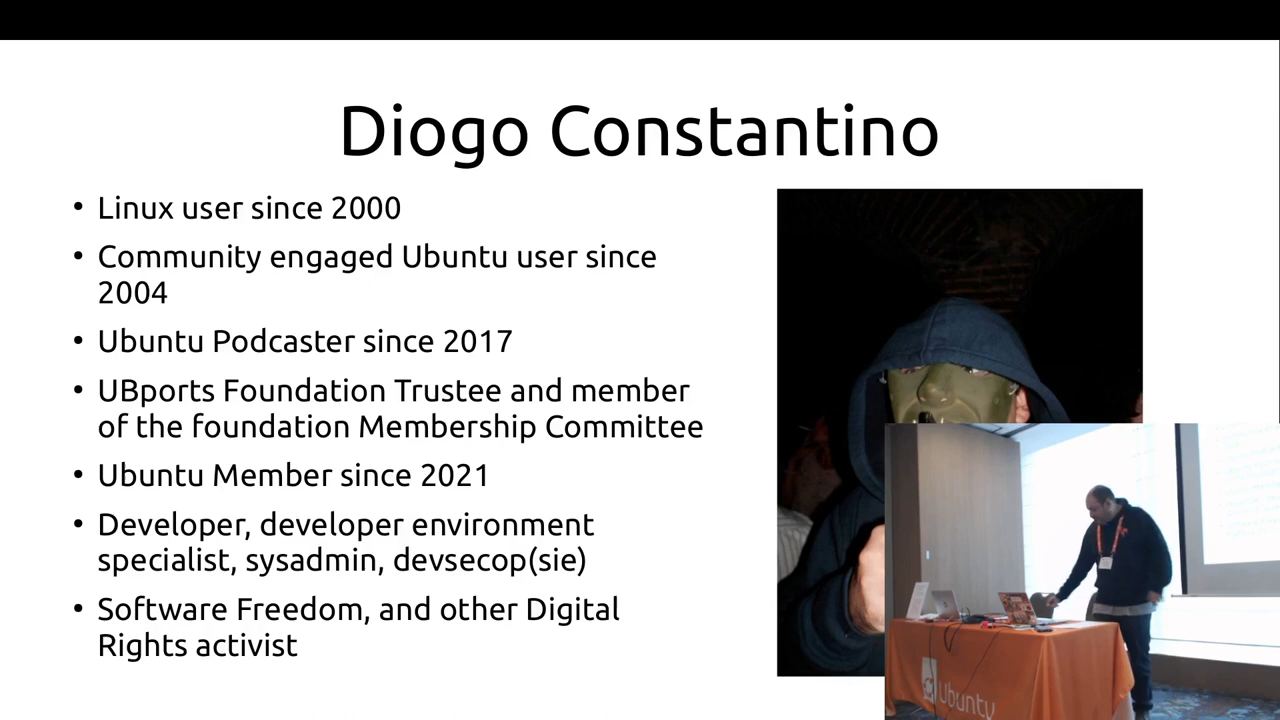 Diogo Constantino
• Linux user since 2000
• Community engaged Ubuntu user since
2004
• Ubuntu Podcaster since 2017
• UBports Foundation Trustee and member
of the foundation Membership Committee
• Ubuntu Member since 2021
• Developer, developer environment
specialist, sysadmin, devsecop(sie)
• Software Freedom, and other Digital
Rights activist
ubuntu